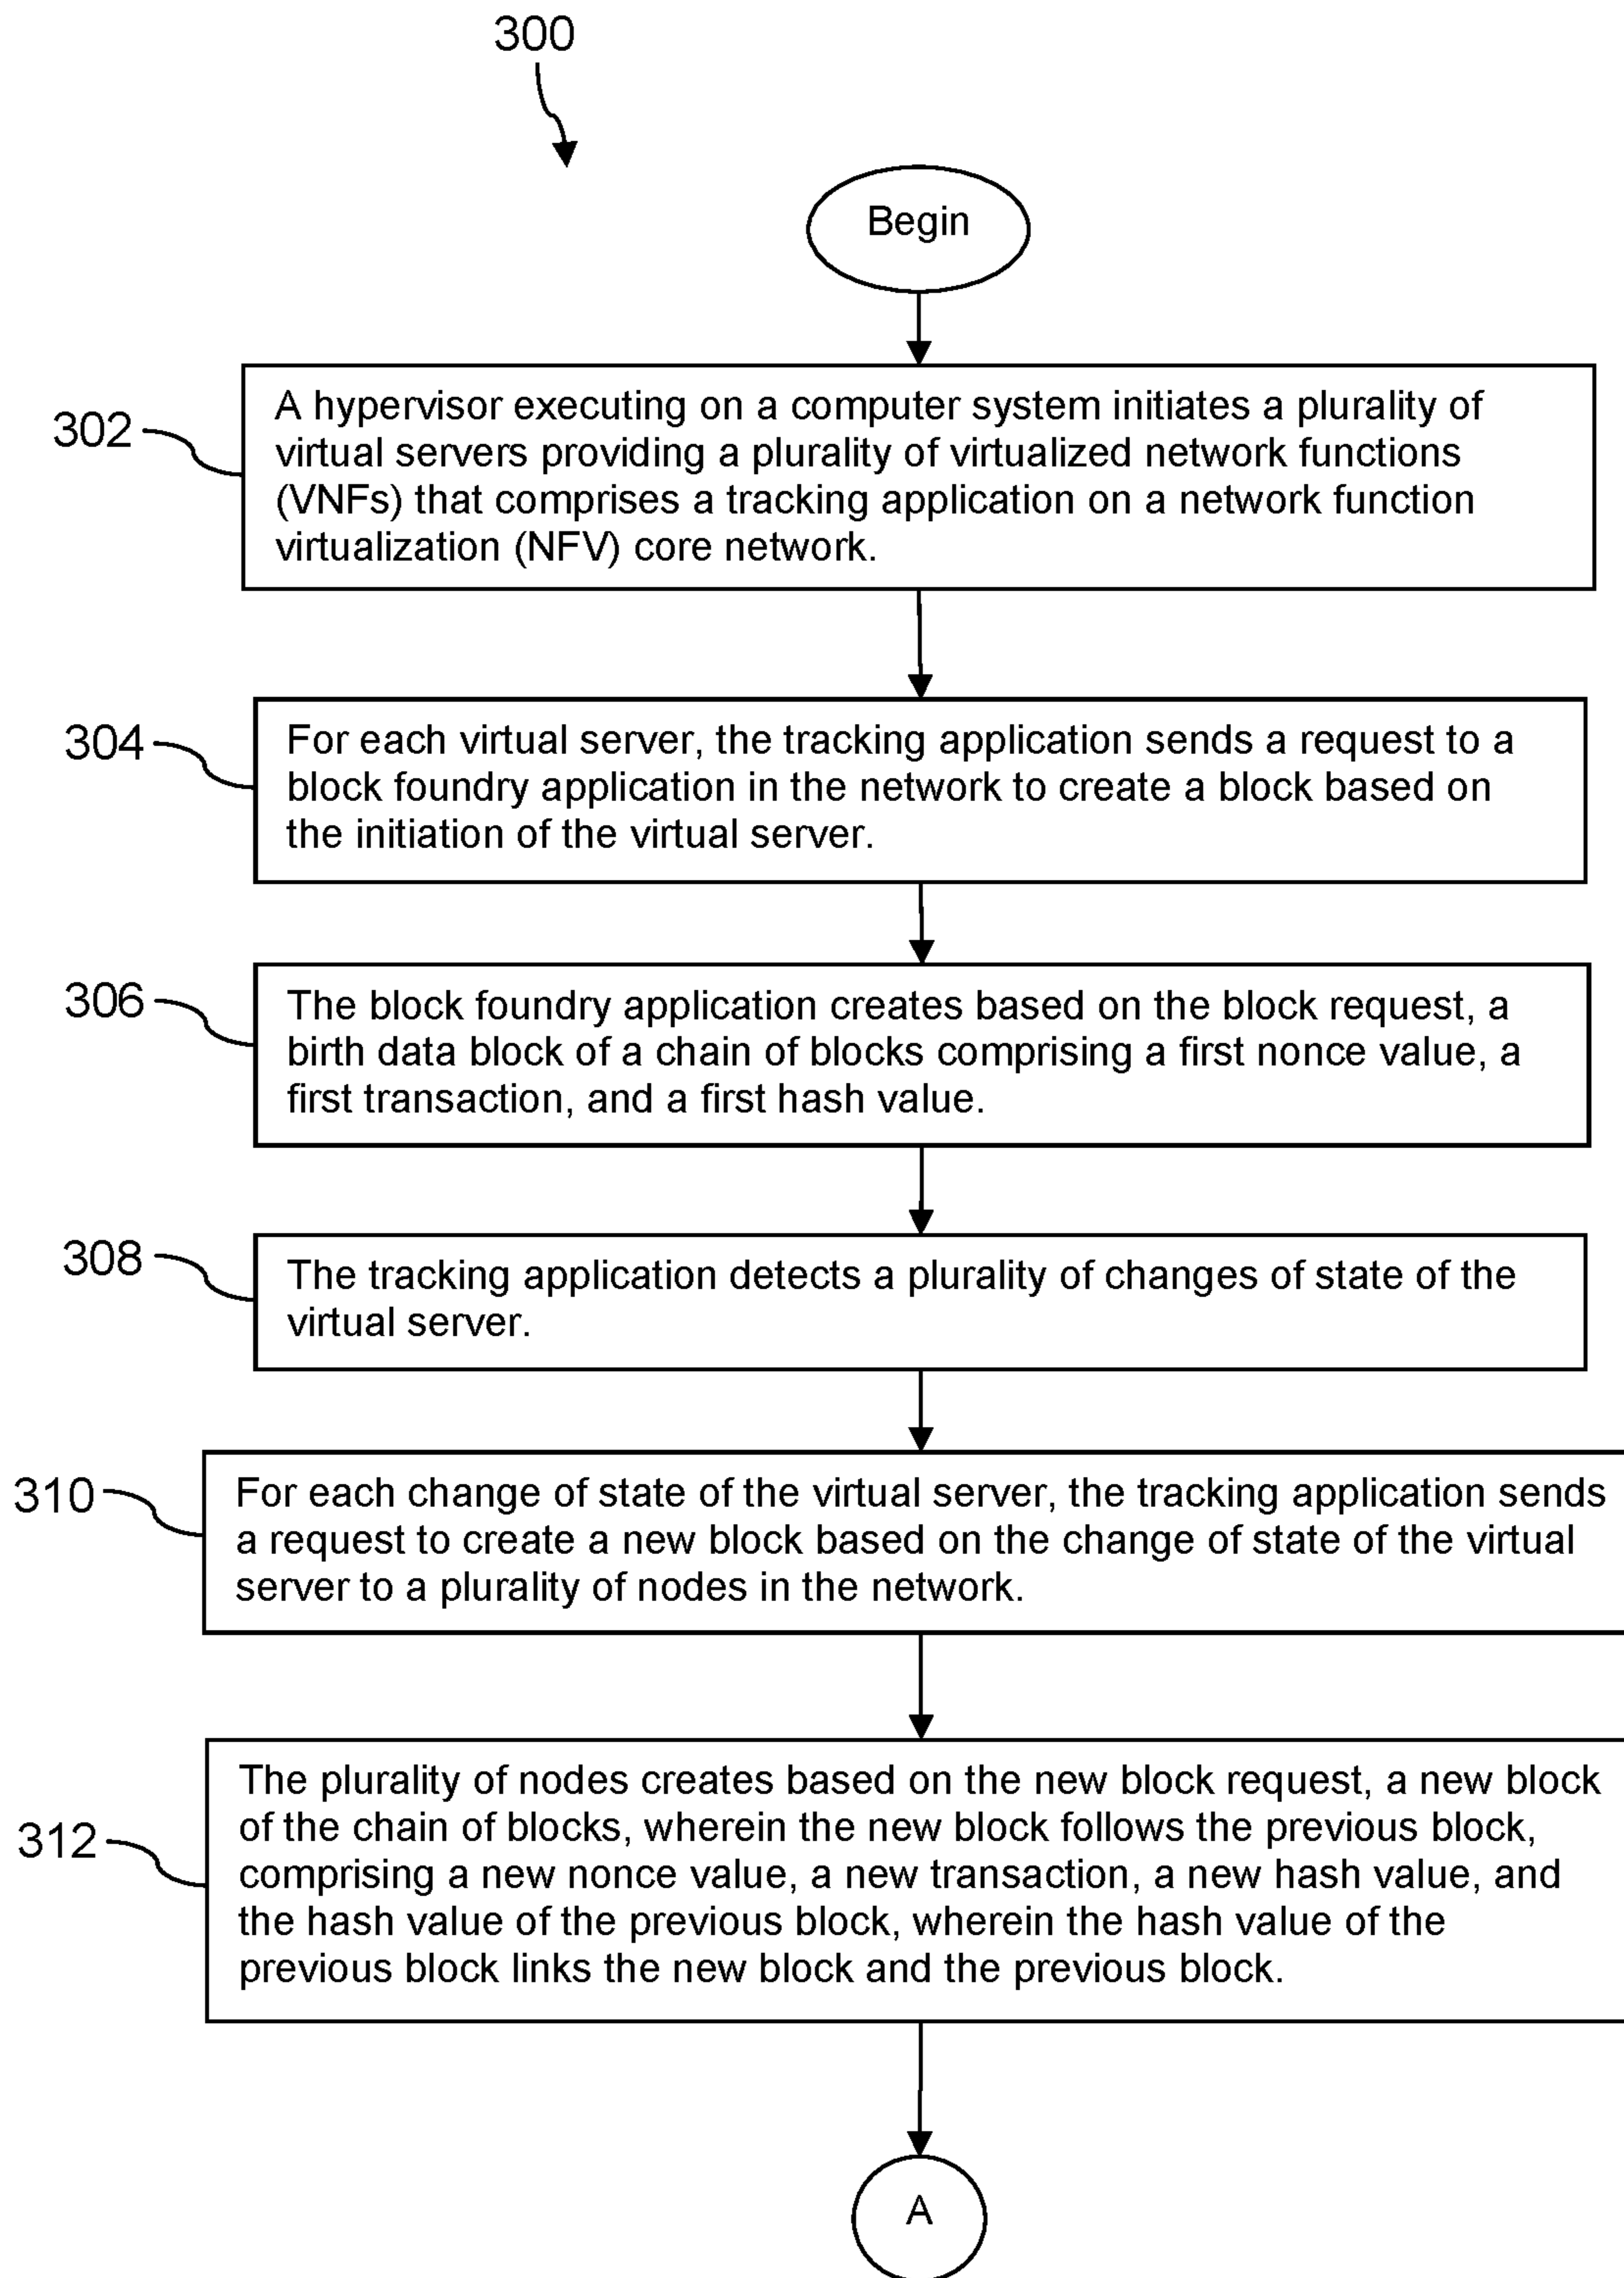 300
Begin
302
A hypervisor executing on a computer system initiates a plurality of
virtual servers providing a plurality of virtualized network functions
(VNFs) that comprises a tracking application on a network function
virtualization (NFV) core network.
304
For each virtual server, the tracking application sends a request to a
block foundry application in the network to create a block based on
the initiation of the virtual server.
306
The block foundry application creates based on the block request, a
birth data block of a chain of blocks comprising a first nonce value, a
first transaction, and a first hash value.
308
The tracking application detects a plurality of changes of state of the
virtual server.
310
For each change of state of the virtual server, the tracking application sends
a request to create a new block based on the change of state of the virtual
server to a plurality of nodes in the network.
312
The plurality of nodes creates based on the new block request, a new block
of the chain of blocks, wherein the new block follows the previous block,
comprising a new nonce value, a new transaction, a new hash value, and
the hash value of the previous block, wherein the hash value of the
previous block links the new block and the previous block.
A